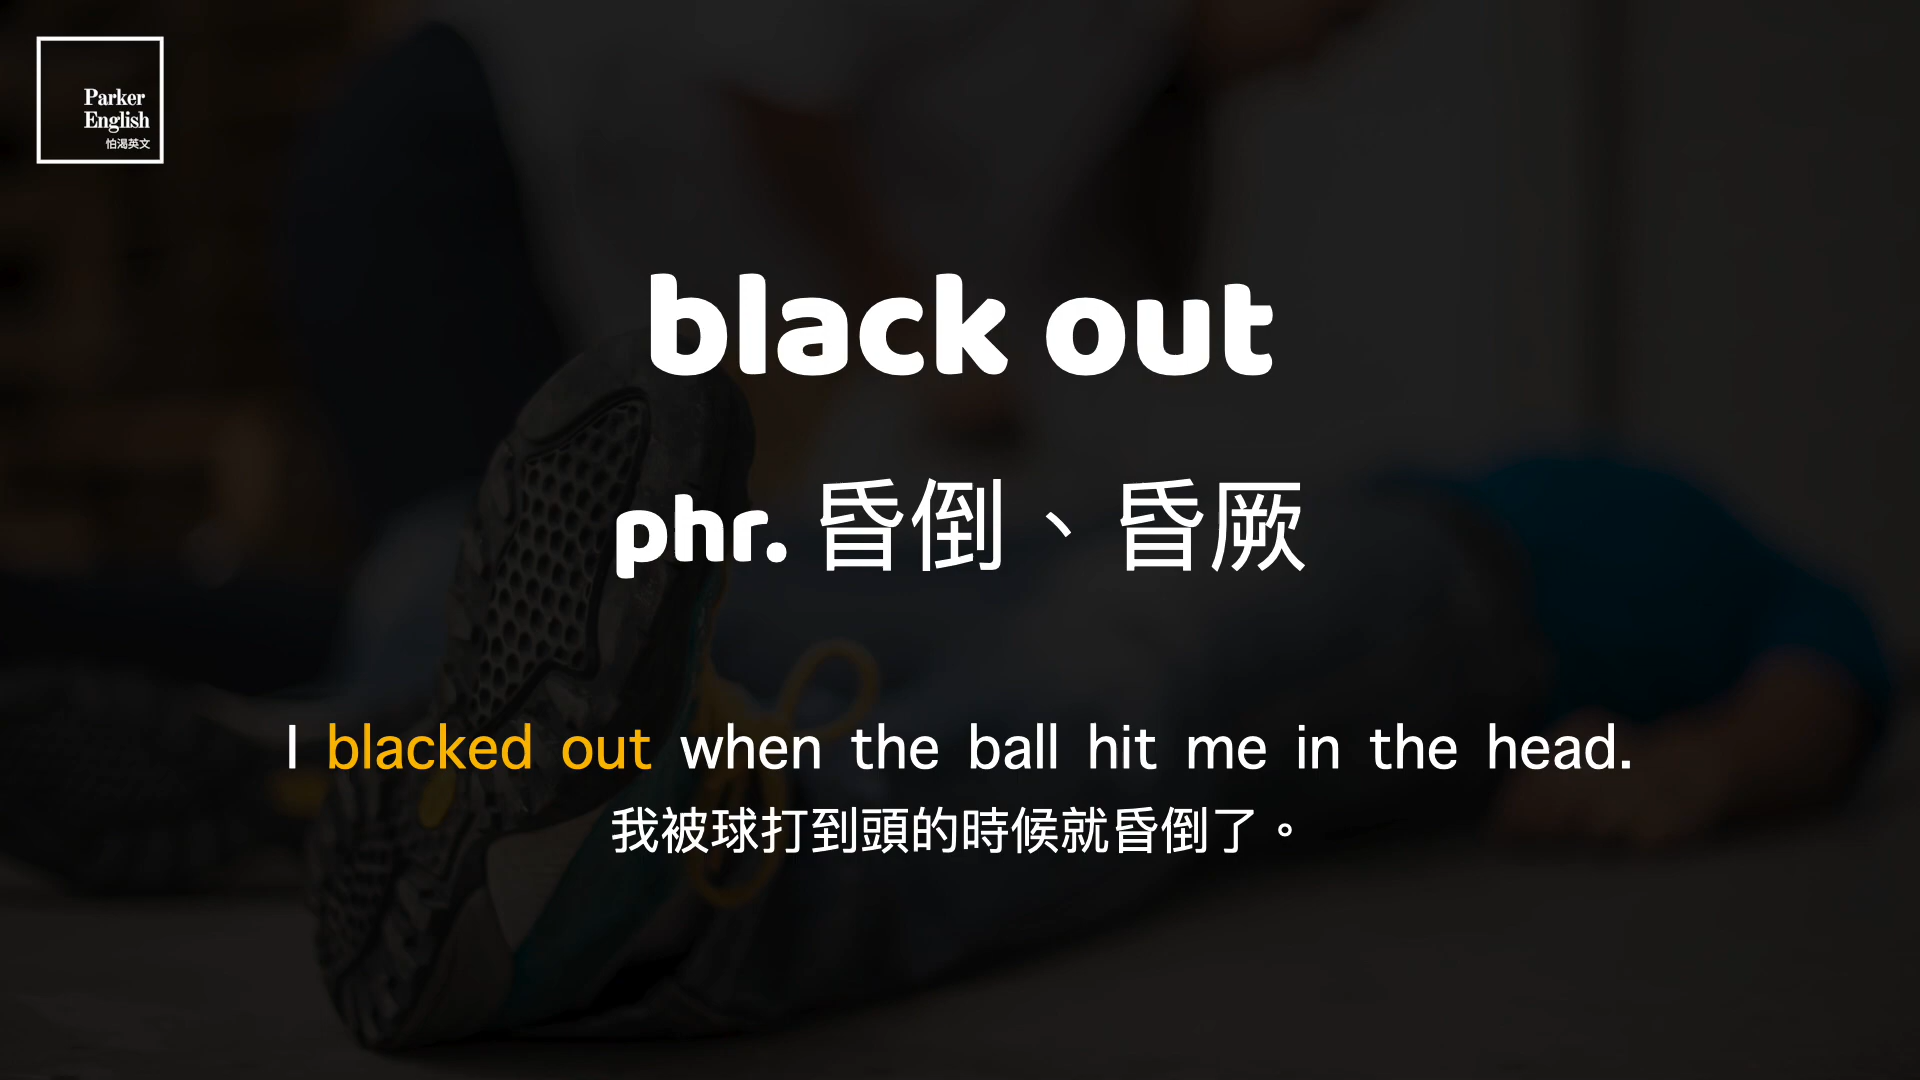 Parker
English
怕渴英文
black out
phr. 昏倒、昏厥
I blacked out when the ball hit me in the head.
我被球打到頭的時候就昏倒了。